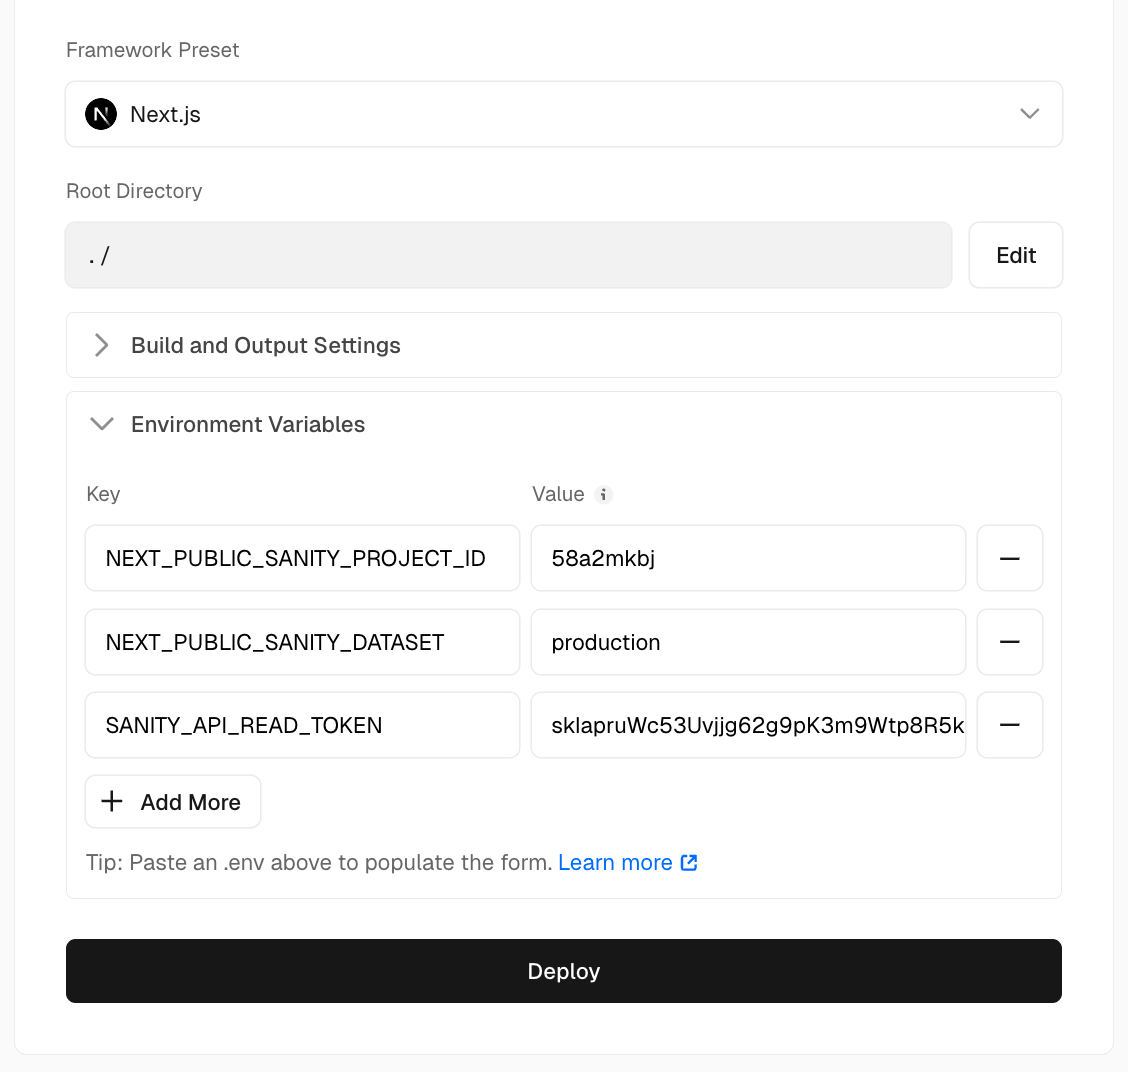 Framework Preset
Next.js
Root Directory
./
Edit
Build and Output Settings
Environment Variables
Key
Value
NEXT_PUBLIC_SANITY_PROJECT_ID
58a2mkbj
NEXT_PUBLIC_SANITY_DATASET
production
SANITY_API_READ_TOKEN
skIapruWc53Uvjjg62g9pK3m9Wtp8R5k
Add More
Tip: Paste an .env above to populate the form. Learn more
Deploy